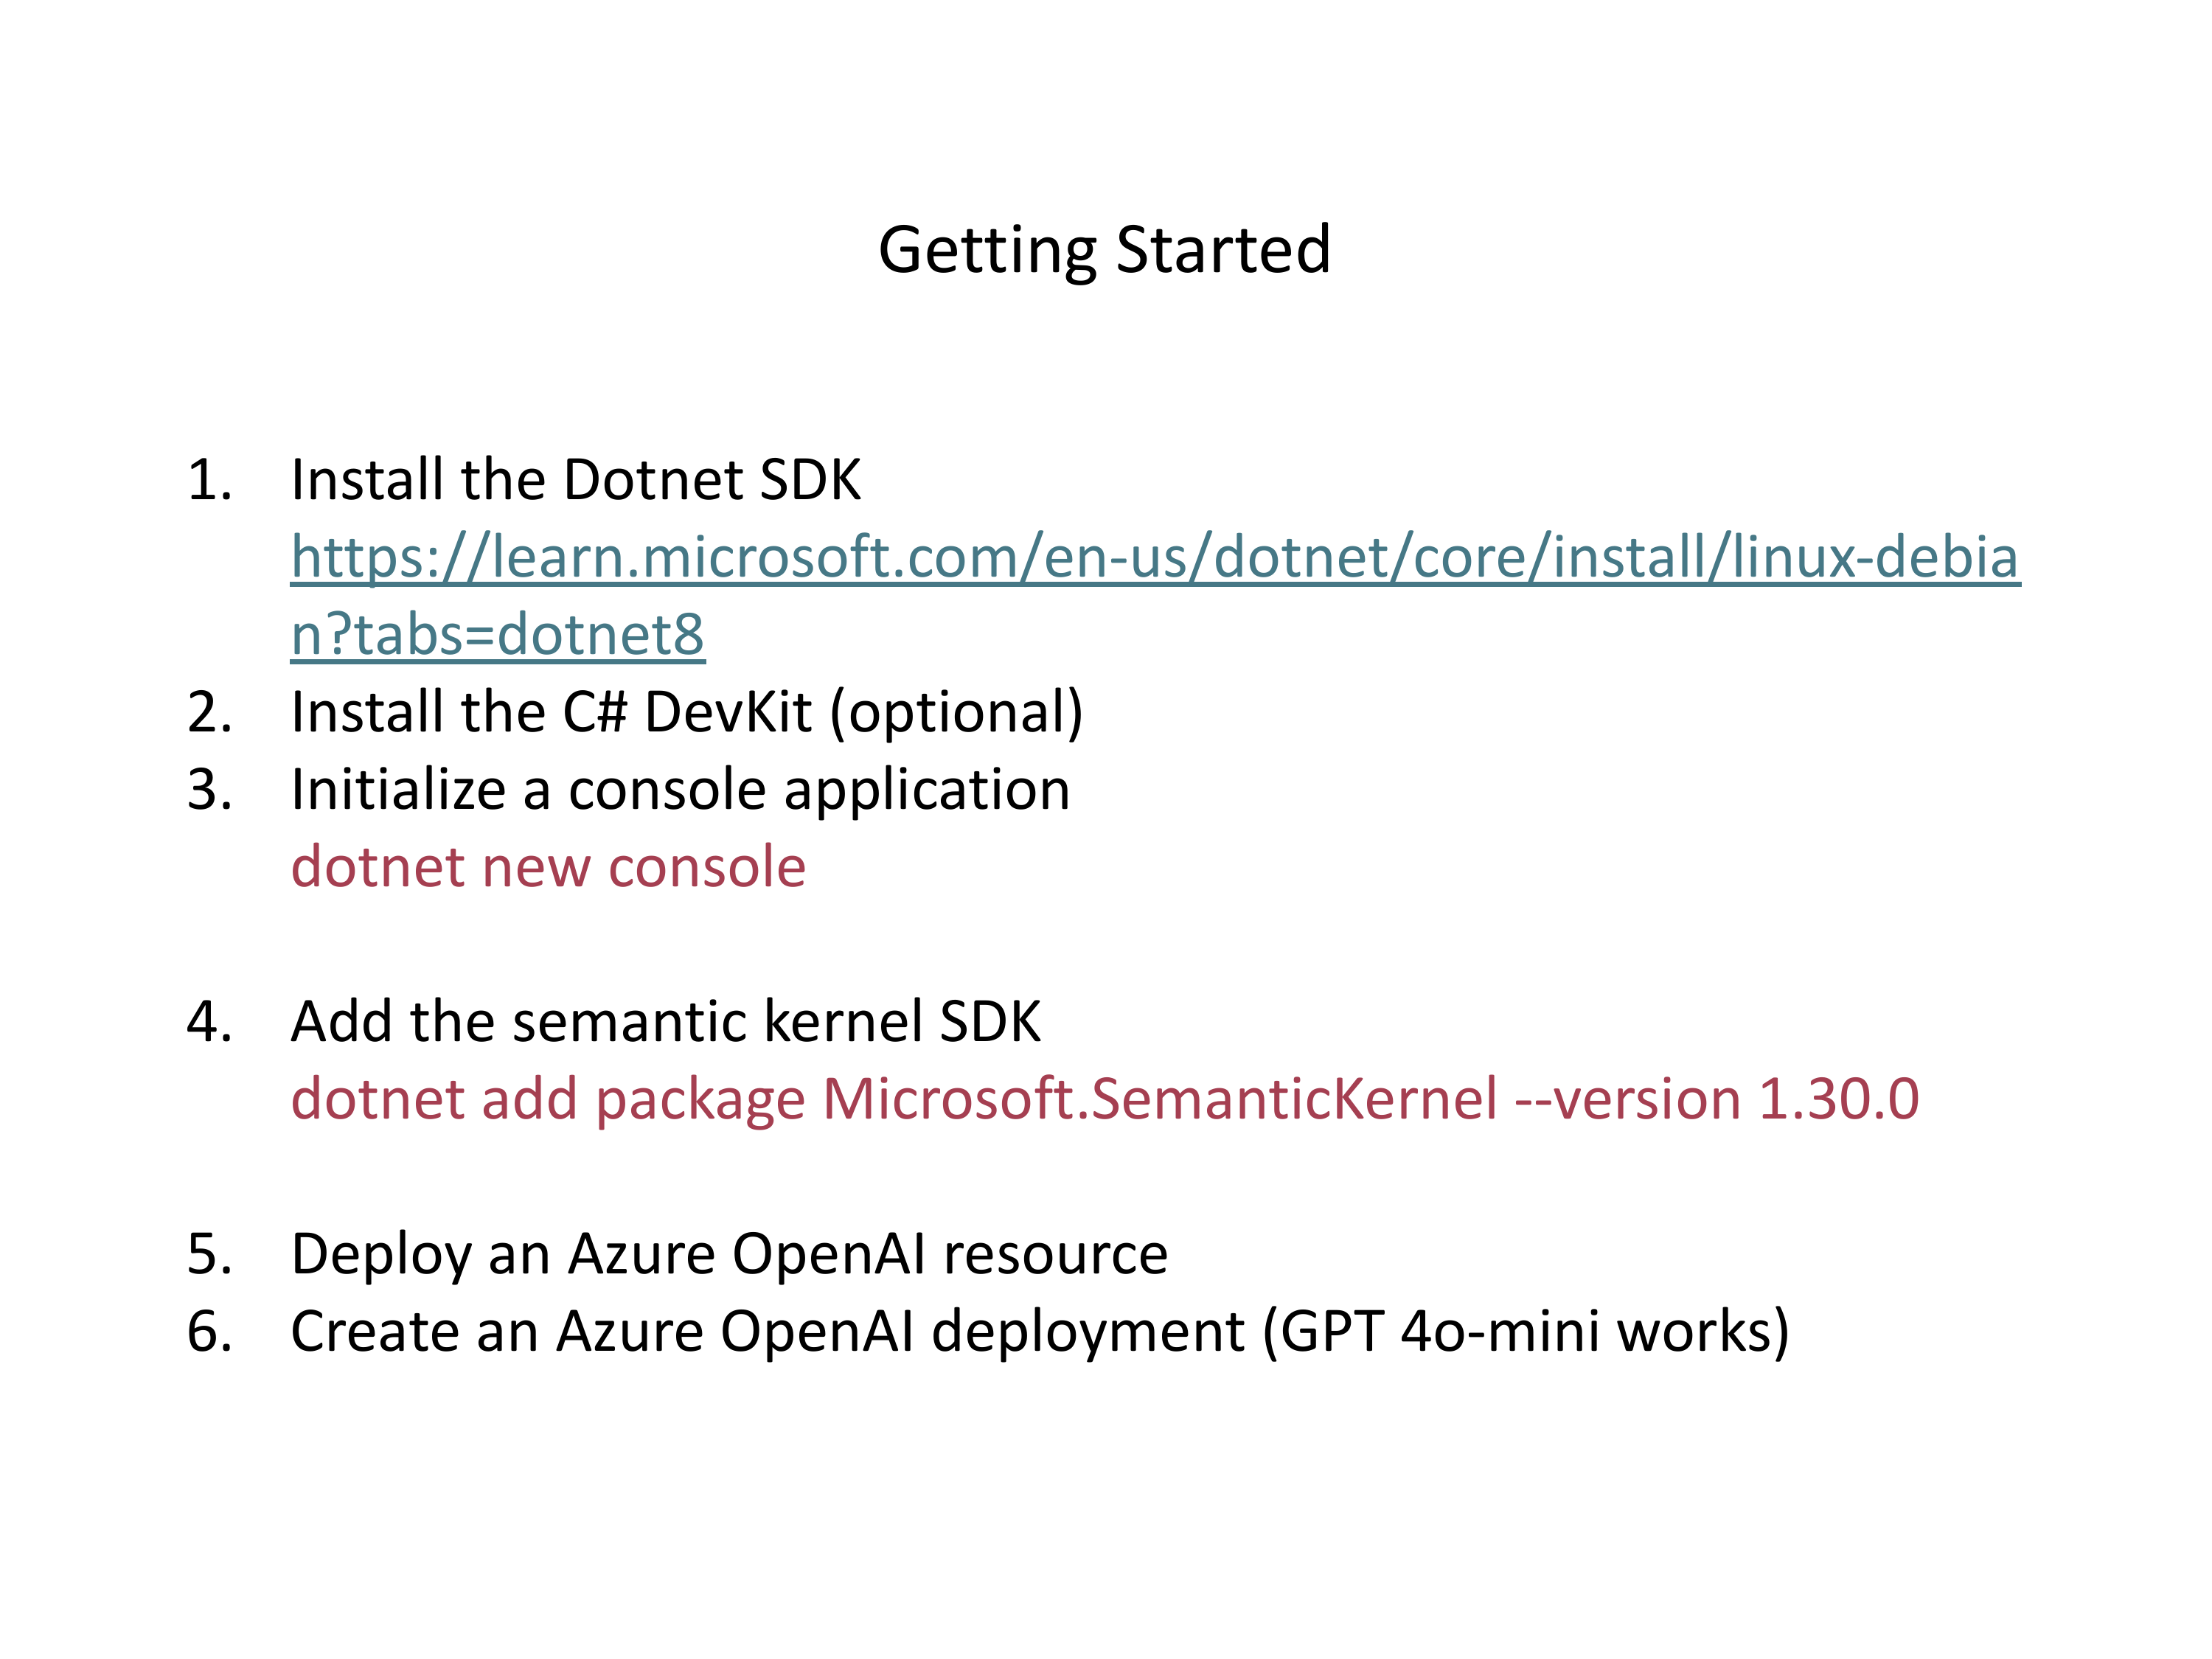 Getting Started
1. Install the Dotnet SDK
https://learn.microsoft.com/en-us/dotnet/core/install/linux-debia
n?tabs=dotnet8
2. Install the C# DevKit (optional)
3. Initialize a console application
dotnet new console
4. Add the semantic kernel SDK
dotnet add package Microsoft.SemanticKernel --version 1.30.0
5. Deploy an Azure OpenAI resource
6. Create an Azure OpenAI deployment (GPT 4o-mini works)